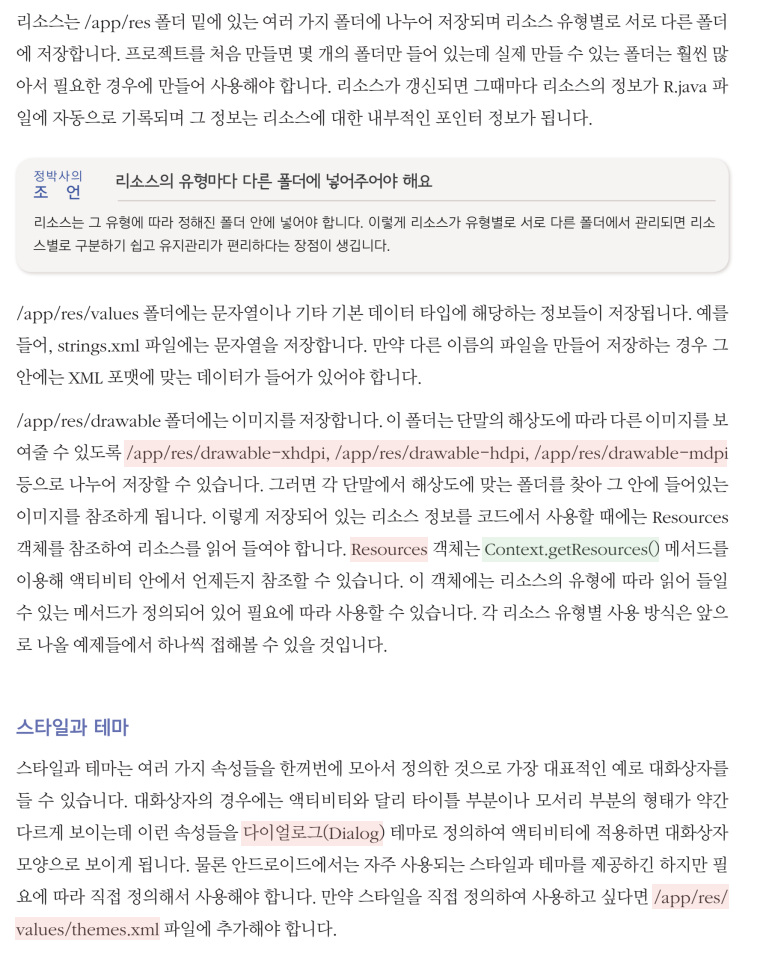 리소스는 /app/res 폴더 밑에 있는 여러 가지 폴더에 나누어 저장되며 리소스 유형별로 서로 다른 폴더
에 저장합니다. 프로젝트를 처음 만들면 몇 개의 폴더만 들어 있는데 실제 만들 수 있는 폴더는 훨씬 많
아서 필요한 경우에 만들어 사용해야 합니다. 리소스가 갱신되면 그때마다 리소스의 정보가 R.java 파
일에 자동으로 기록되며 그 정보는 리소스에 대한 내부적인 포인터 정보가 됩니다.
정박사의
조 언
리소스의 유형마다 다른 폴더에 넣어주어야 해요
리소스는 그 유형에 따라 정해진 폴더 안에 넣어야 합니다. 이렇게 리소스가 유형별로 서로 다른 폴더에서 관리되면 리소
스별로 구분하기 쉽고 유지관리가 편리하다는 장점이 생깁니다.
/app/res/values 폴더에는 문자열이나 기타 기본 데이터 타입에 해당하는 정보들이 저장됩니다. 예를
들어, strings.xml 파일에는 문자열을 저장합니다. 만약 다른 이름의 파일을 만들어 저장하는 경우 그
안에는 XML 포맷에 맞는 데이터가 들어가 있어야 합니다.
/app/res/drawable 폴더에는 이미지를 저장합니다. 이 폴더는 단말의 해상도에 따라 다른 이미지를 보
여줄 수 있도록 /app/res/drawable-xhdpi, /app/res/drawable-hdpi, /app/res/drawable-mdpi
등으로 나누어 저장할 수 있습니다. 그러면 각 단말에서 해상도에 맞는 폴더를 찾아 그 안에 들어있는
이미지를 참조하게 됩니다. 이렇게 저장되어 있는 리소스 정보를 코드에서 사용할 때에는 Resources
객체를 참조하여 리소스를 읽어 들여야 합니다. Resources 객체는 Context.getResources() 메서드를
이용해 액티비티 안에서 언제든지 참조할 수 있습니다. 이 객체에는 리소스의 유형에 따라 읽어 들일
수 있는 메서드가 정의되어 있어 필요에 따라 사용할 수 있습니다. 각 리소스 유형별 사용 방식은 앞으
로 나올 예제들에서 하나씩 접해볼 수 있을 것입니다.
스타일과 테마
스타일과 테마는 여러 가지 속성들을 한꺼번에 모아서 정의한 것으로 가장 대표적인 예로 대화상자를
들 수 있습니다. 대화상자의 경우에는 액티비티와 달리 타이틀 부분이나 모서리 부분의 형태가 약간
다르게 보이는데 이런 속성들을 다이얼로그(Dialog) 테마로 정의하여 액티비티에 적용하면 대화상자
모양으로 보이게 됩니다. 물론 안드로이드에서는 자주 사용되는 스타일과 테마를 제공하긴 하지만 필
요에 따라 직접 정의해서 사용해야 합니다. 만약 스타일을 직접 정의하여 사용하고 싶다면 /app/res/
values/themes.xml 파일에 추가해야 합니다.